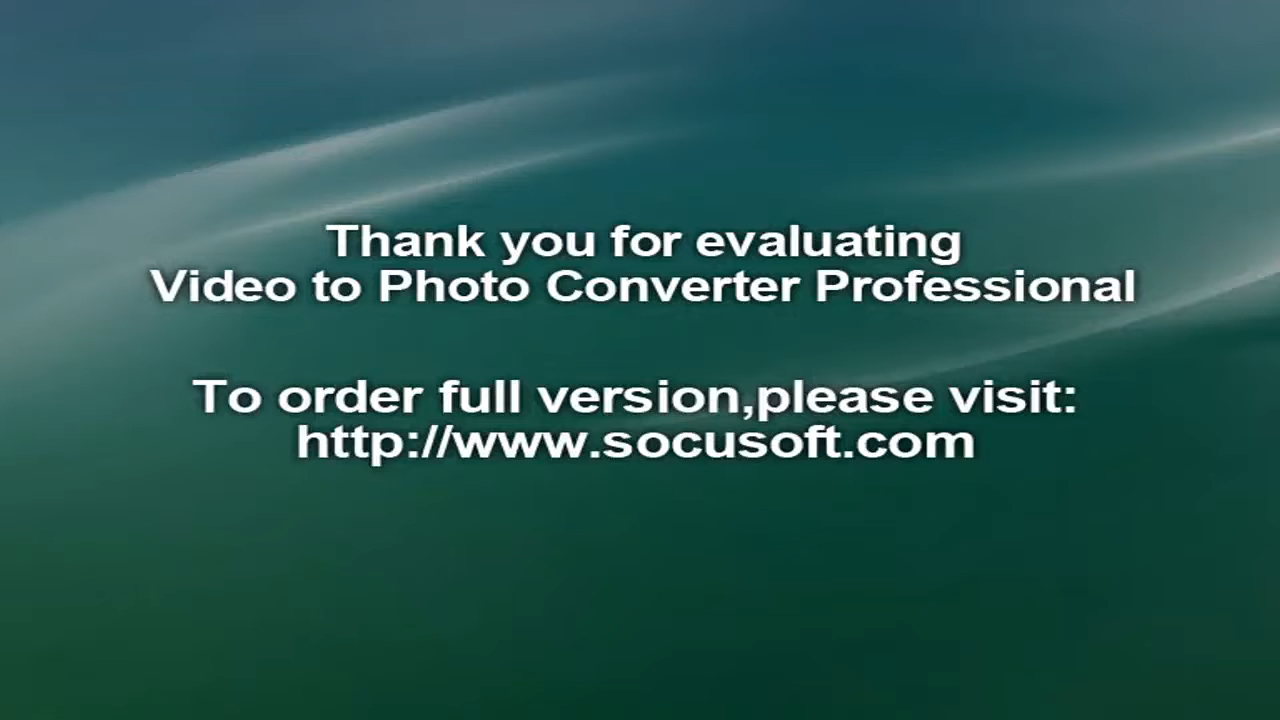 Thank you for evaluating
Video to Photo Converter Professional
To order full version,please visit:
http://www.socusoft.com